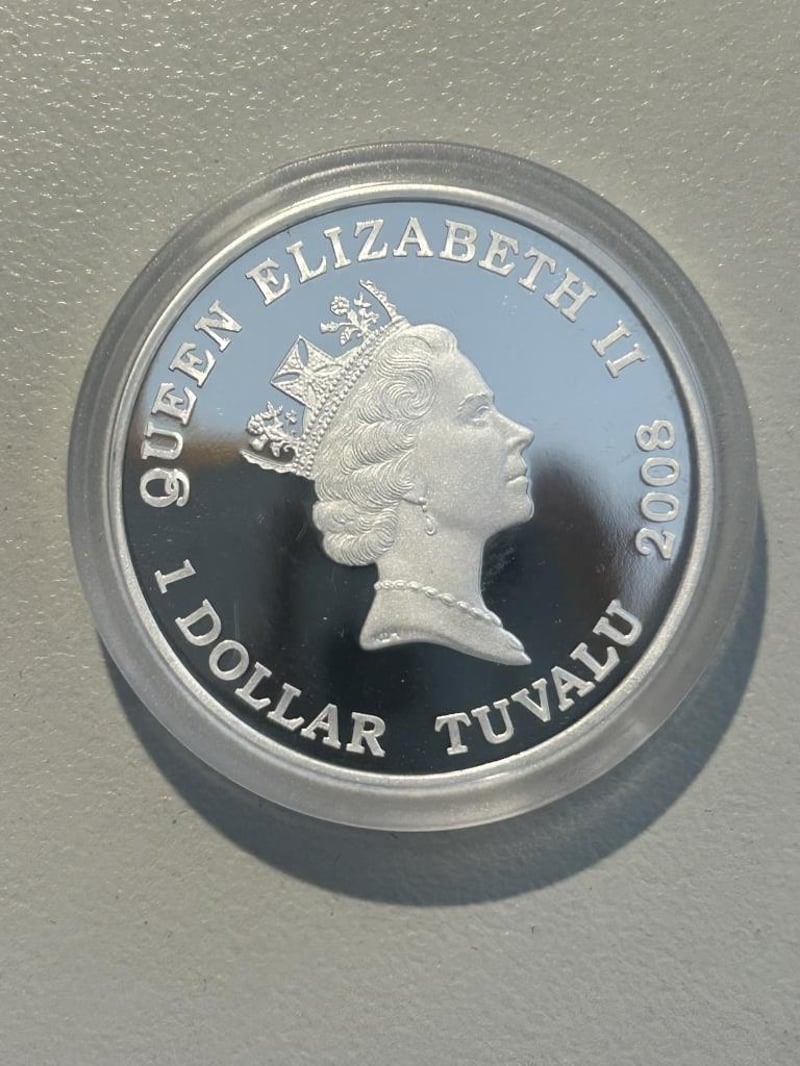 QUEEN ELIZABETH II 2008
1 DOLLAR TUVALU